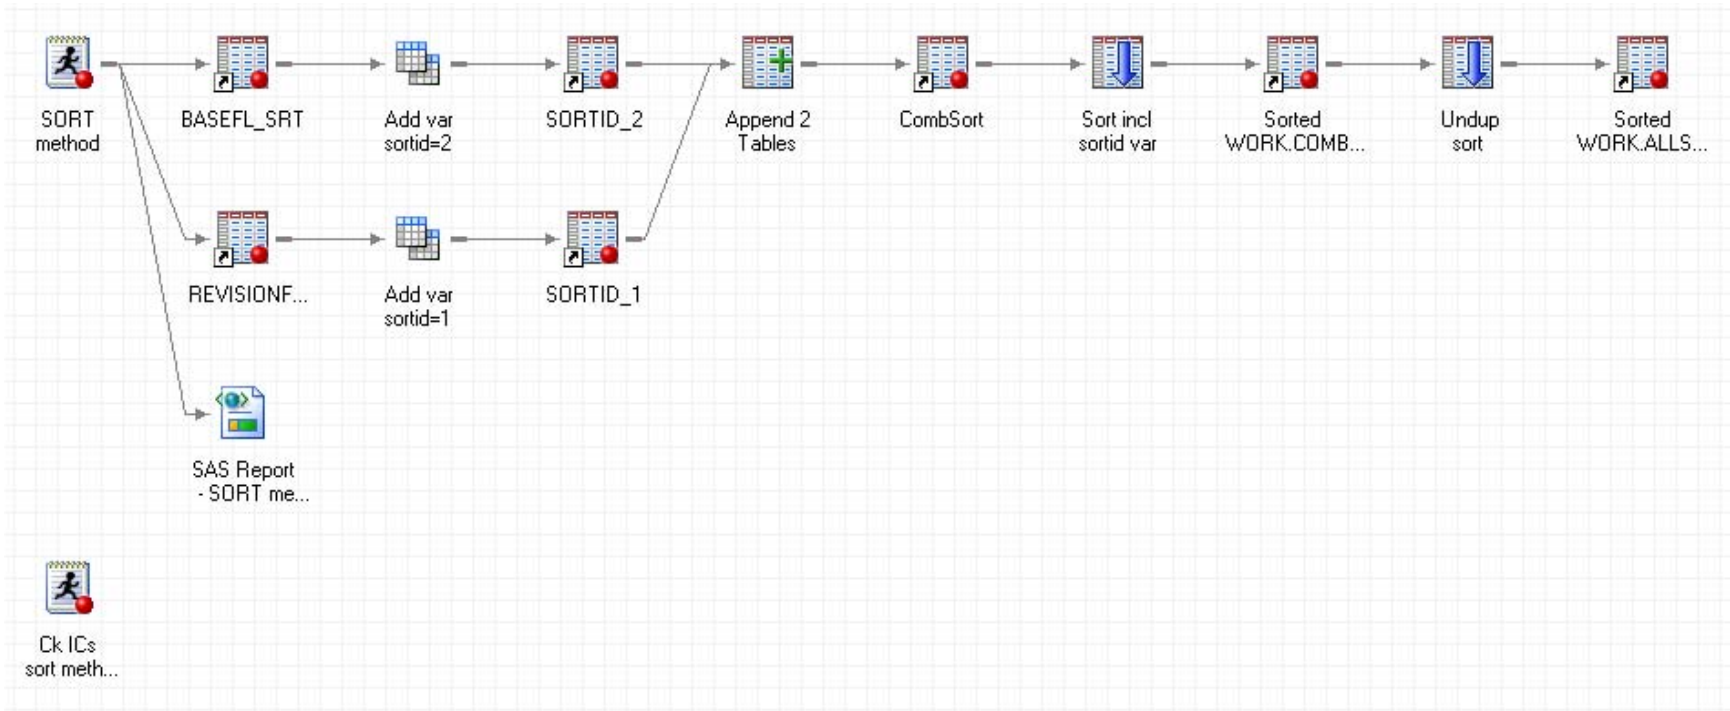 SORT
method
BASEFL_SRT
Add var
sortid=2
SORTID_2
Append 2
Tables
CombSort
Sort incl
sortid var
Sorted
WORK.COMB...
Undup
sort
Sorted
WORK.ALLS...
REVISIONF...
Add var
sortid=1
SORTID_1
SAS Report
- SORT me...
Ck ICs
sort meth...